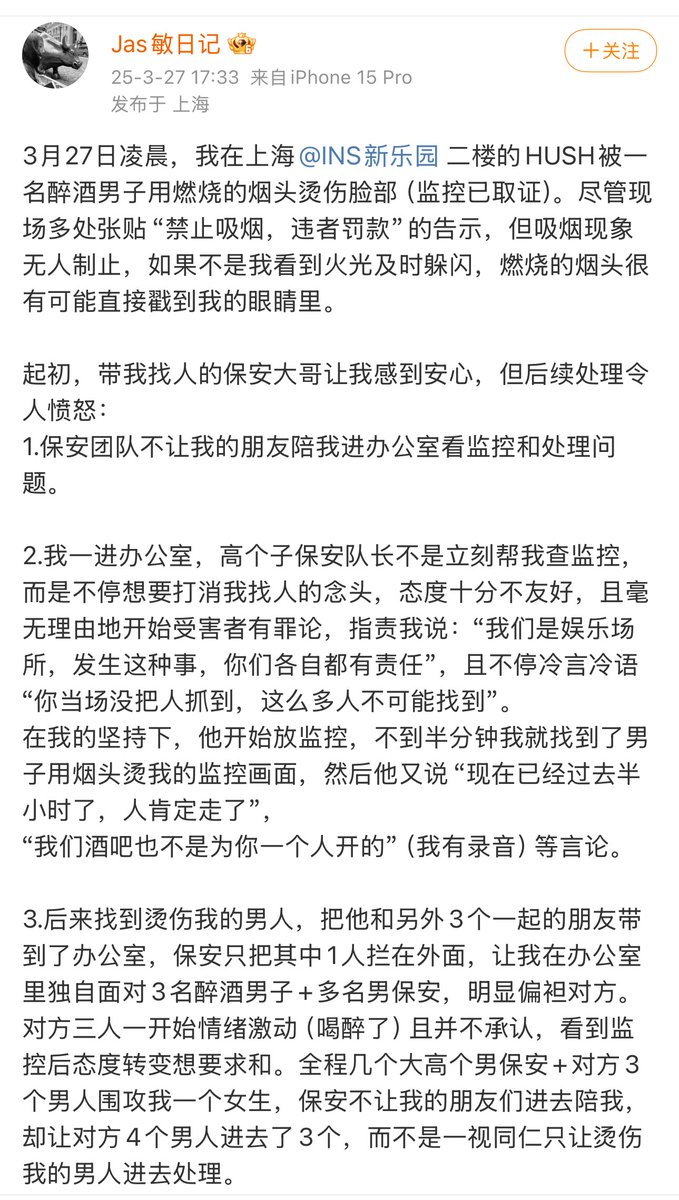 Jas敏日记
25-3-27 17:33 来自iPhone 15 Pro
发布于 上海
+关注
3月27日凌晨，我在上海@INS新乐园 二楼的HUSH被一
名醉酒男子用燃烧的烟头烫伤脸部（监控已取证）。尽管现
场多处张贴“禁止吸烟，违者罚款”的告示，但吸烟现象
无人制止，如果不是我看到火光及时躲闪，燃烧的烟头很
有可能直接戳到我的眼睛里。
起初，带我找人的保安大哥让我感到安心，但后续处理令
人愤怒：
1.保安团队不让我的朋友陪我进办公室看监控和处理问
题。
2.我一进办公室，高个子保安队长不是立刻帮我查监控，
而是不停想要打消我找人的念头，态度十分不友好，且毫
无理由地开始受害者有罪论，指责我说：“我们是娱乐场
所，发生这种事，你们各自都有责任”，且不停冷言冷语
“你当场没把人抓到，这么多人不可能找到”。
在我的坚持下，他开始放监控，不到半分钟我就找到了男
子用烟头烫我的监控画面，然后他又说“现在已经过去半
小时了，人肯定走了”，
“我们酒吧也不是为你一个人开的”（我有录音）等言论。
3.后来找到烫伤我的男人，把他和另外3个一起的朋友带
到了办公室，保安只把其中1人拦在外面，让我在办公室
里独自面对3名醉酒男子+多名男保安，明显偏袒对方。
对方三人一开始情绪激动（喝醉了）且并不承认，看到监
控后态度转变想要求和。全程几个大高个男保安+对方3
个男人围攻我一个女生，保安不让我的朋友们进去陪我，
却让对方4个男人进去了3个，而不是一视同仁只让烫伤
我的男人进去处理。